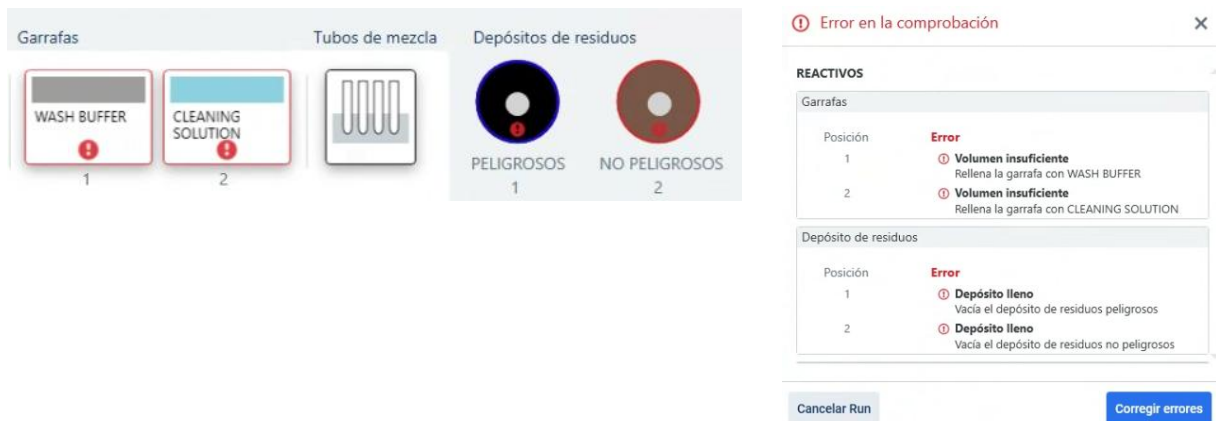 Garrafas
Tubos de mezcla
Depósitos de residuos
WASH BUFFER
CLEANING
SOLUTION
1
2
PELIGROSOS
1
NO PELIGROSOS
2
Error en la comprobación
REACTIVOS
Garrafas
Posición Error
1 Volumen insuficiente
Rellena la garrafa con WASH BUFFER
2 Volumen insuficiente
Rellena la garrafa con CLEANING SOLUTION
Depósito de residuos
Posición Error
1 Depósito lleno
Vacía el depósito de residuos peligrosos
2 Depósito lleno
Vacía el depósito de residuos no peligrosos
Cancelar Run
Corregir errores